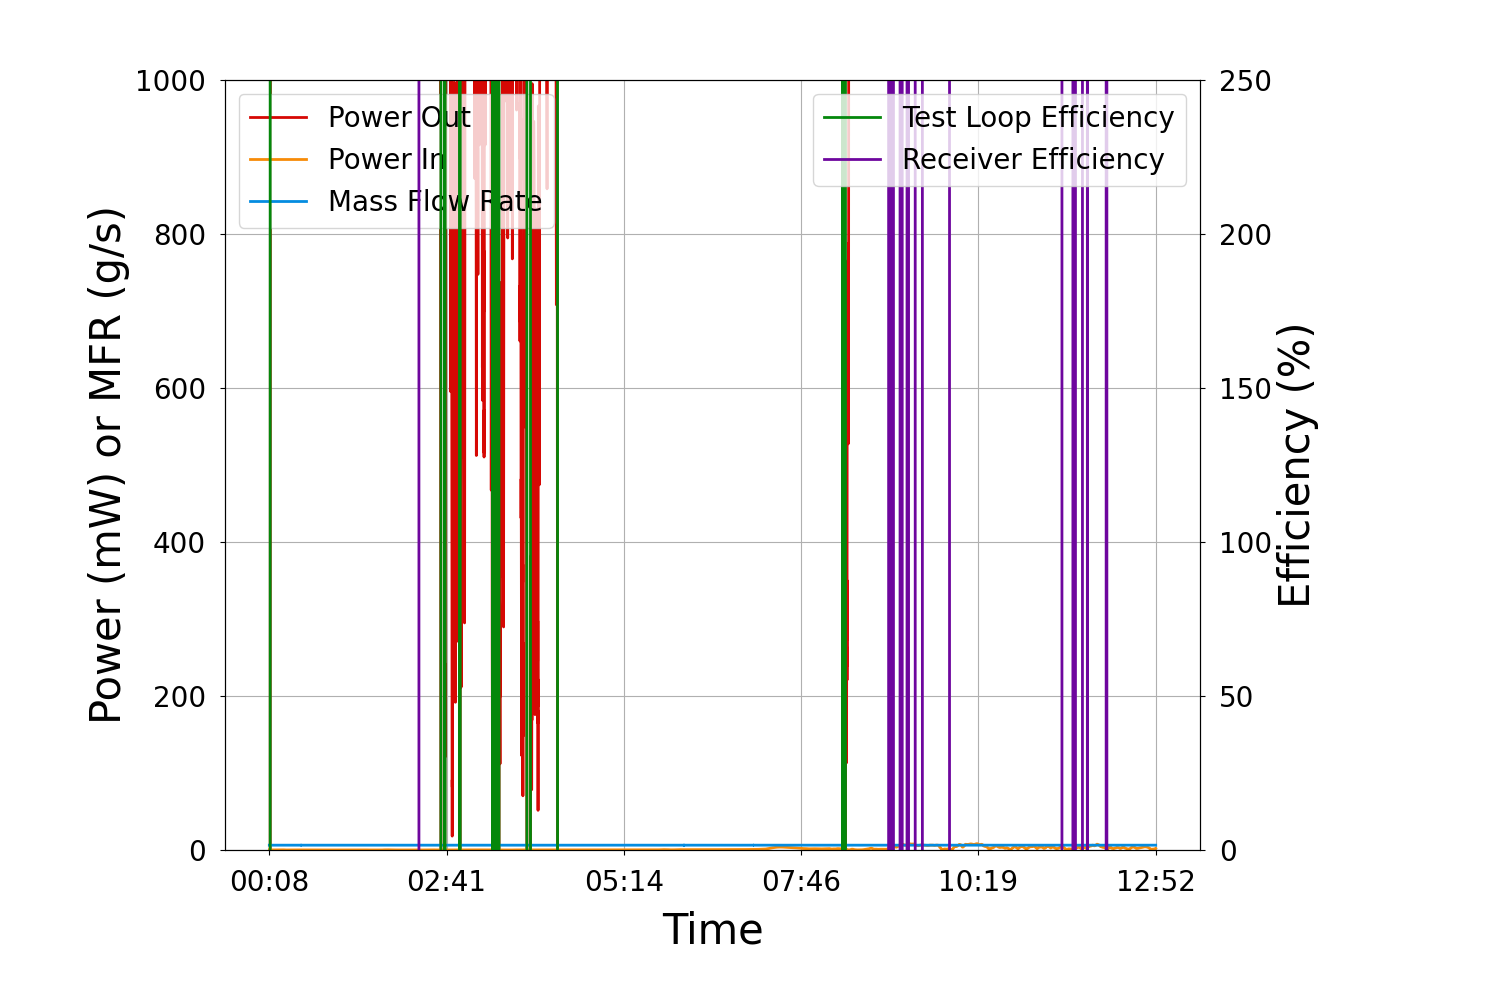 1000
800
600
400
200
0
Power (mW) or MFR (g/s)
Power Out
Power In
Mass Flow Rate
Test Loop Efficiency
Receiver Efficiency
250
200
150
100
50
0
Efficiency (%)
00:08 02:41 05:14 07:46 10:19 12:52
Time